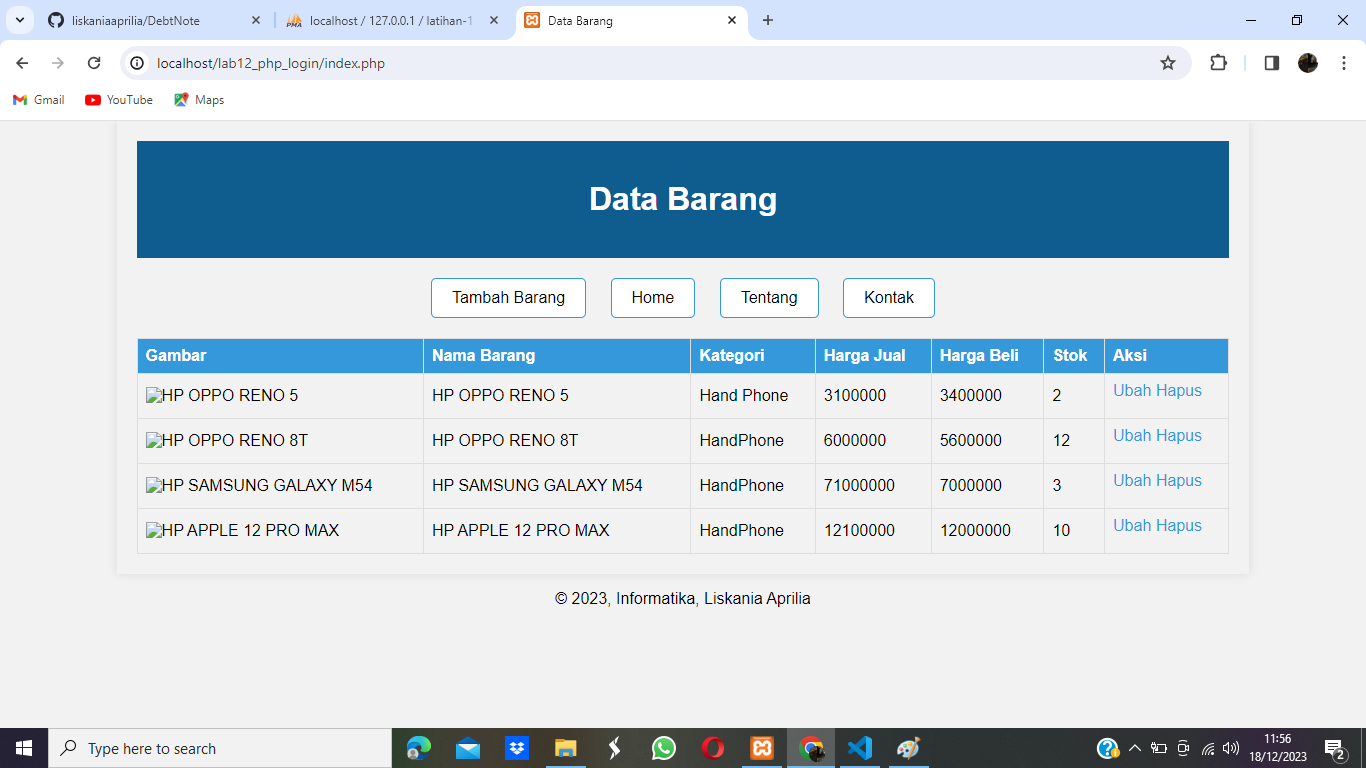 liskaniaaprilia/DebtNote
localhost / 127.0.0.1 / latihan-1
Data Barang
localhost/lab12_php_login/index.php
Gmail YouTube Maps
Data Barang
Tambah Barang Home Tentang Kontak
Gambar Nama Barang Kategori Harga Jual Harga Beli Stok Aksi
HP OPPO RENO 5 HP OPPO RENO 5 Hand Phone 3100000 3400000 2 Ubah Hapus
HP OPPO RENO 8T HP OPPO RENO 8T HandPhone 6000000 5600000 12 Ubah Hapus
HP SAMSUNG GALAXY M54 HP SAMSUNG GALAXY M54 HandPhone 71000000 7000000 3 Ubah Hapus
HP APPLE 12 PRO MAX HP APPLE 12 PRO MAX HandPhone 12100000 12000000 10 Ubah Hapus
© 2023, Informatika, Liskania Aprilia
Type here to search
11:56
18/12/2023
2